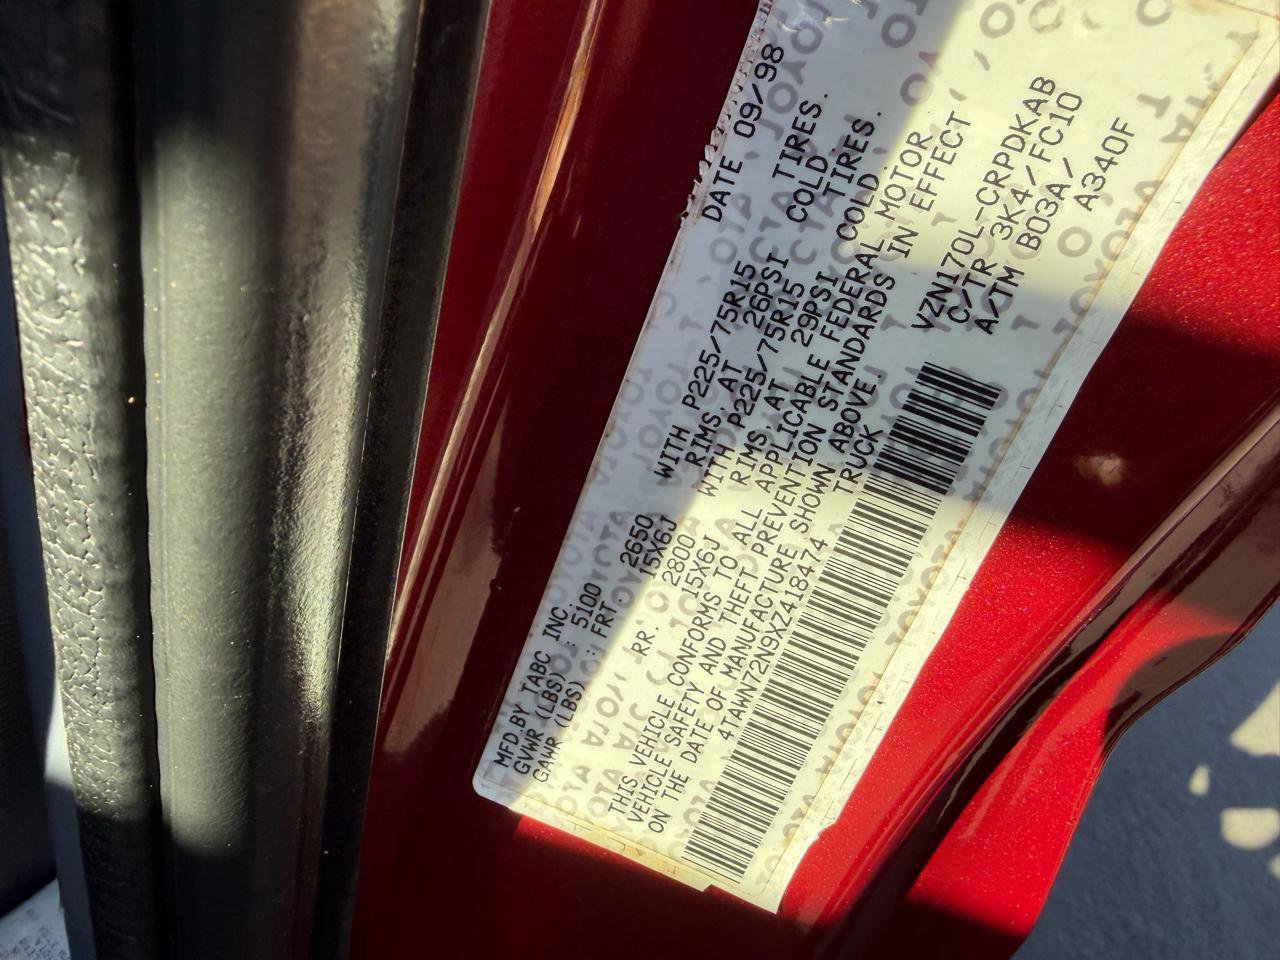 MFD.BY TABC INC. DATE 09/98
GVWR(LBS) : 5100
GAWR(LBS) : FRT. 2650 WITH P225/75R15 TIRES.
15X6J RIMS, AT 26PSI COLD
RR. 2800 WITH P225/75R15 TIRES.
15X6J RIMS, AT 29PSI COLD.
THIS VEHICLE CONFORMS TO ALL APPLICABLE FEDERAL MOTOR
VEHICLE SAFETY AND THEFT PREVENTION STANDARDS IN EFFECT
ON THE DATE OF MANUFACTURE SHOWN ABOVE.
4TAWN72N9XZ418474 TRUCK
VZN170L-CRPDKAB
C/TR 3K4/FC10
A/TM B03A/
A340F